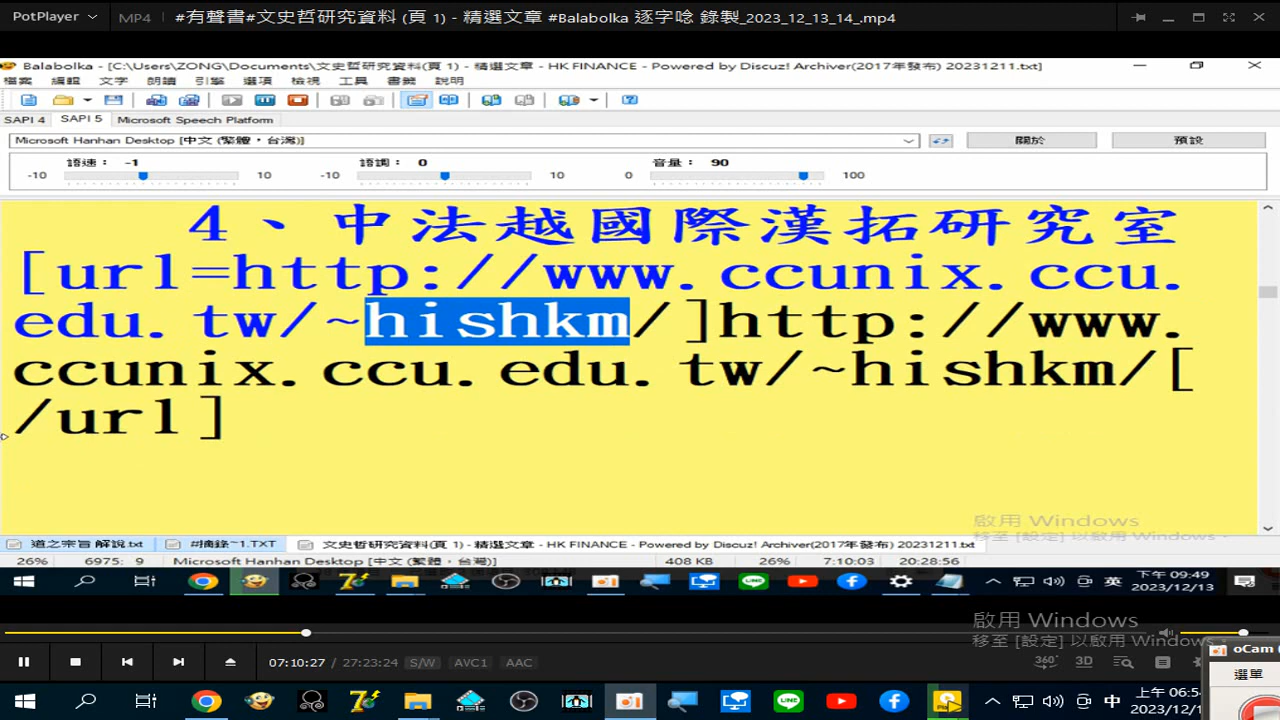 PotPlayer MP4 #有聲書#文史哲研究資料 (頁 1) - 精選文章 #Balabolka 逐字唸 錄製_2023_12_13_14_.mp4
Balabolka - [C:\Users\ZONG\Documents\文史哲研究資料(頁 1) - 精選文章 - HK FINANCE - Powered by Discuz! Archiver(2017年發布) 20231211.txt]
檔案 編輯 文字 朗讀 引擎 選項 檢視 工具 書籤 說明
SAPI 4 SAPI 5 Microsoft Speech Platform
Microsoft Hanhan Desktop [中文 (繁體，台灣)] 關於 預設
語速： -1 語調： 0 音量： 90
-10 10 -10 10 0 100
4、中法越國際漢拓研究室
[url=http://www.ccunix.ccu.
edu.tw/~hishkm/]http://www.
ccunix.ccu.edu.tw/~hishkm/[
/url]
啟用 Windows
移至 [設定] 以啟用 Windows。
道之宗旨 解說.txt #摘錄~1.TXT 文史哲研究資料(頁 1) - 精選文章 - HK FINANCE - Powered by Discuz! Archiver(2017年發布) 20231211.txt
26% 6975: 9 Microsoft Hanhan Desktop [中文 (繁體，台灣)] 408 KB 26% 7:10:03 20:28:56
英 下午 09:49
2023/12/13
啟用 Windows
移至 [設定] 以啟用 Windows。
oCam (
07:10:27 / 27:23:24 S/W AVC1 AAC 360° 3D
選單
中 上午 06:54
2023/12/1